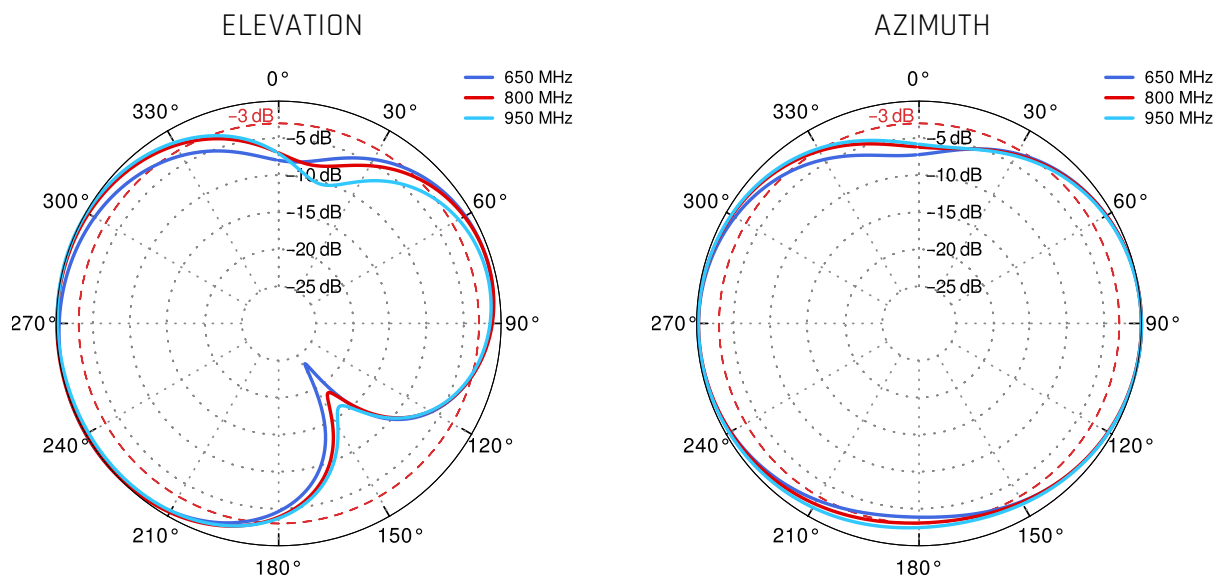 ELEVATION
650 MHz
800 MHz
950 MHz
0°
30°
60°
90°
120°
150°
180°
210°
240°
270°
300°
330°
−3 dB
−5 dB
−10 dB
−15 dB
−20 dB
−25 dB
AZIMUTH
650 MHz
800 MHz
950 MHz
0°
30°
60°
90°
120°
150°
180°
210°
240°
270°
300°
330°
−3 dB
−5 dB
−10 dB
−15 dB
−20 dB
−25 dB